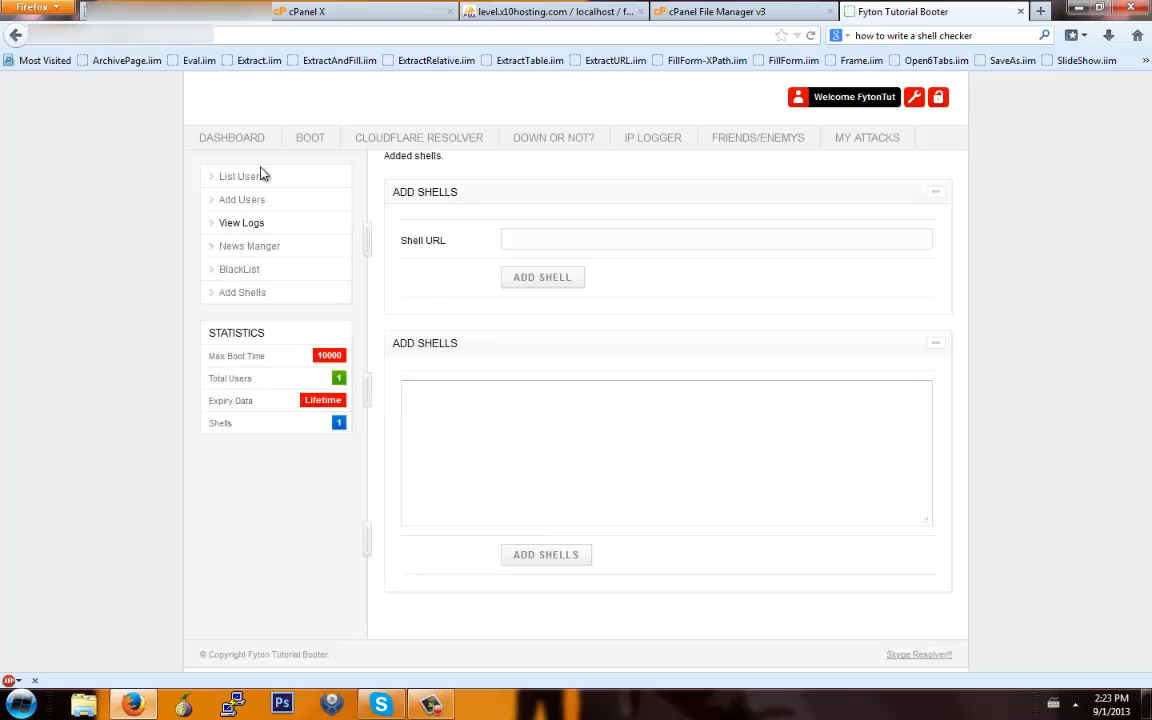 Firefox
cPanel X
level.x10hosting.com / localhost / f...
cPanel File Manager v3
Fyton Tutorial Booter
how to write a shell checker
Most Visited
ArchivePage.iim
Eval.iim
Extract.iim
ExtractAndFill.iim
ExtractRelative.iim
ExtractTable.iim
ExtractURL.iim
FillForm-XPath.iim
FillForm.iim
Frame.iim
Open6Tabs.iim
SaveAs.iim
SlideShow.iim
Welcome FytonTut
DASHBOARD
BOOT
CLOUDFLARE RESOLVER
DOWN OR NOT?
IP LOGGER
FRIENDS/ENEMYS
MY ATTACKS
List Users
Add Users
View Logs
News Manger
BlackList
Add Shells
STATISTICS
Max Boot Time 10000
Total Users 1
Expiry Data Lifetime
Shells 1
Added shells.
ADD SHELLS
Shell URL
ADD SHELL
ADD SHELLS
ADD SHELLS
© Copyright Fyton Tutorial Booter.
Skype Resolver!!
2:23 PM
9/1/2013